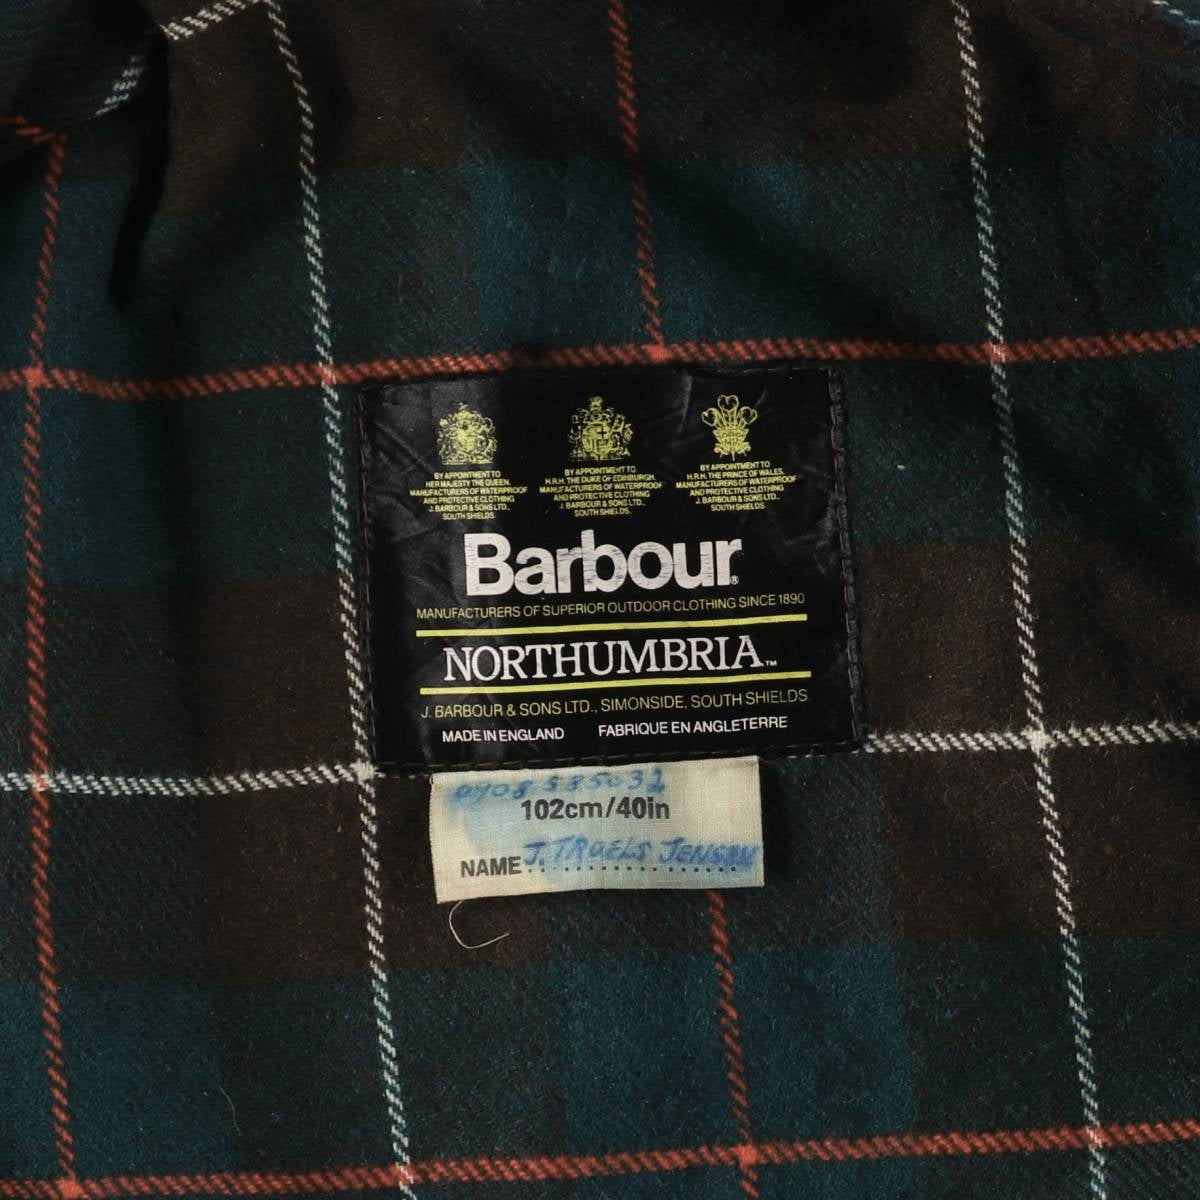 BY APPOINTMENT TO
HER MAJESTY THE QUEEN
MANUFACTURERS OF WATERPROOF
AND PROTECTIVE CLOTHING
J. BARBOUR & SONS LTD.,
SOUTH SHIELDS.
BY APPOINTMENT TO
H.R.H. THE DUKE OF EDINBURGH,
MANUFACTURERS OF WATERPROOF
AND PROTECTIVE CLOTHING
J. BARBOUR & SONS LTD.,
SOUTH SHIELDS.
BY APPOINTMENT TO
H.R.H. THE PRINCE OF WALES,
MANUFACTURERS OF WATERPROOF
AND PROTECTIVE CLOTHING
J. BARBOUR & SONS LTD.,
SOUTH SHIELDS.
Barbour®
MANUFACTURERS OF SUPERIOR OUTDOOR CLOTHING SINCE 1890
NORTHUMBRIA™
J. BARBOUR & SONS LTD., SIMONSIDE, SOUTH SHIELDS.
MADE IN ENGLAND FABRIQUE EN ANGLETERRE
102cm/40in
NAME J. TROELS JENSEN